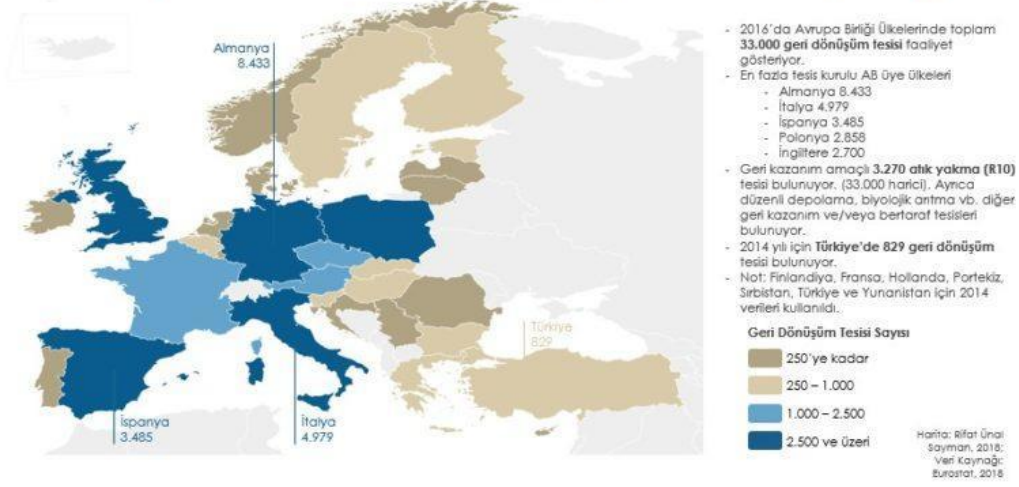 Almanya
8.433
Türkiye
829
İspanya
3.485
İtalya
4.979
- 2016'da Avrupa Birliği Ülkelerinde toplam
33.000 geri dönüşüm tesisi faaliyet
gösteriyor.
- En fazla tesis kurulu AB üye ülkeleri
- Almanya 8.433
- İtalya 4.979
- İspanya 3.485
- Polonya 2.858
- İngiltere 2.700
- Geri kazanım amaçlı 3.270 atık yakma (R10)
tesisi bulunuyor. (33.000 harici). Ayrıca
düzenli depolama, biyolojik arıtma vb. diğer
geri kazanım ve/veya bertaraf tesisleri
bulunuyor.
- 2014 yılı için Türkiye'de 829 geri dönüşüm
tesisi bulunuyor.
- Not: Finlandiya, Fransa, Hollanda, Portekiz,
Sırbistan, Türkiye ve Yunanistan için 2014
verileri kullanıldı.
Geri Dönüşüm Tesisi Sayısı
250'ye kadar
250 – 1.000
1.000 – 2.500
2.500 ve üzeri
Harita: Rifat Ünal
Sayman, 2018;
Veri Kaynağı:
Eurostat, 2018